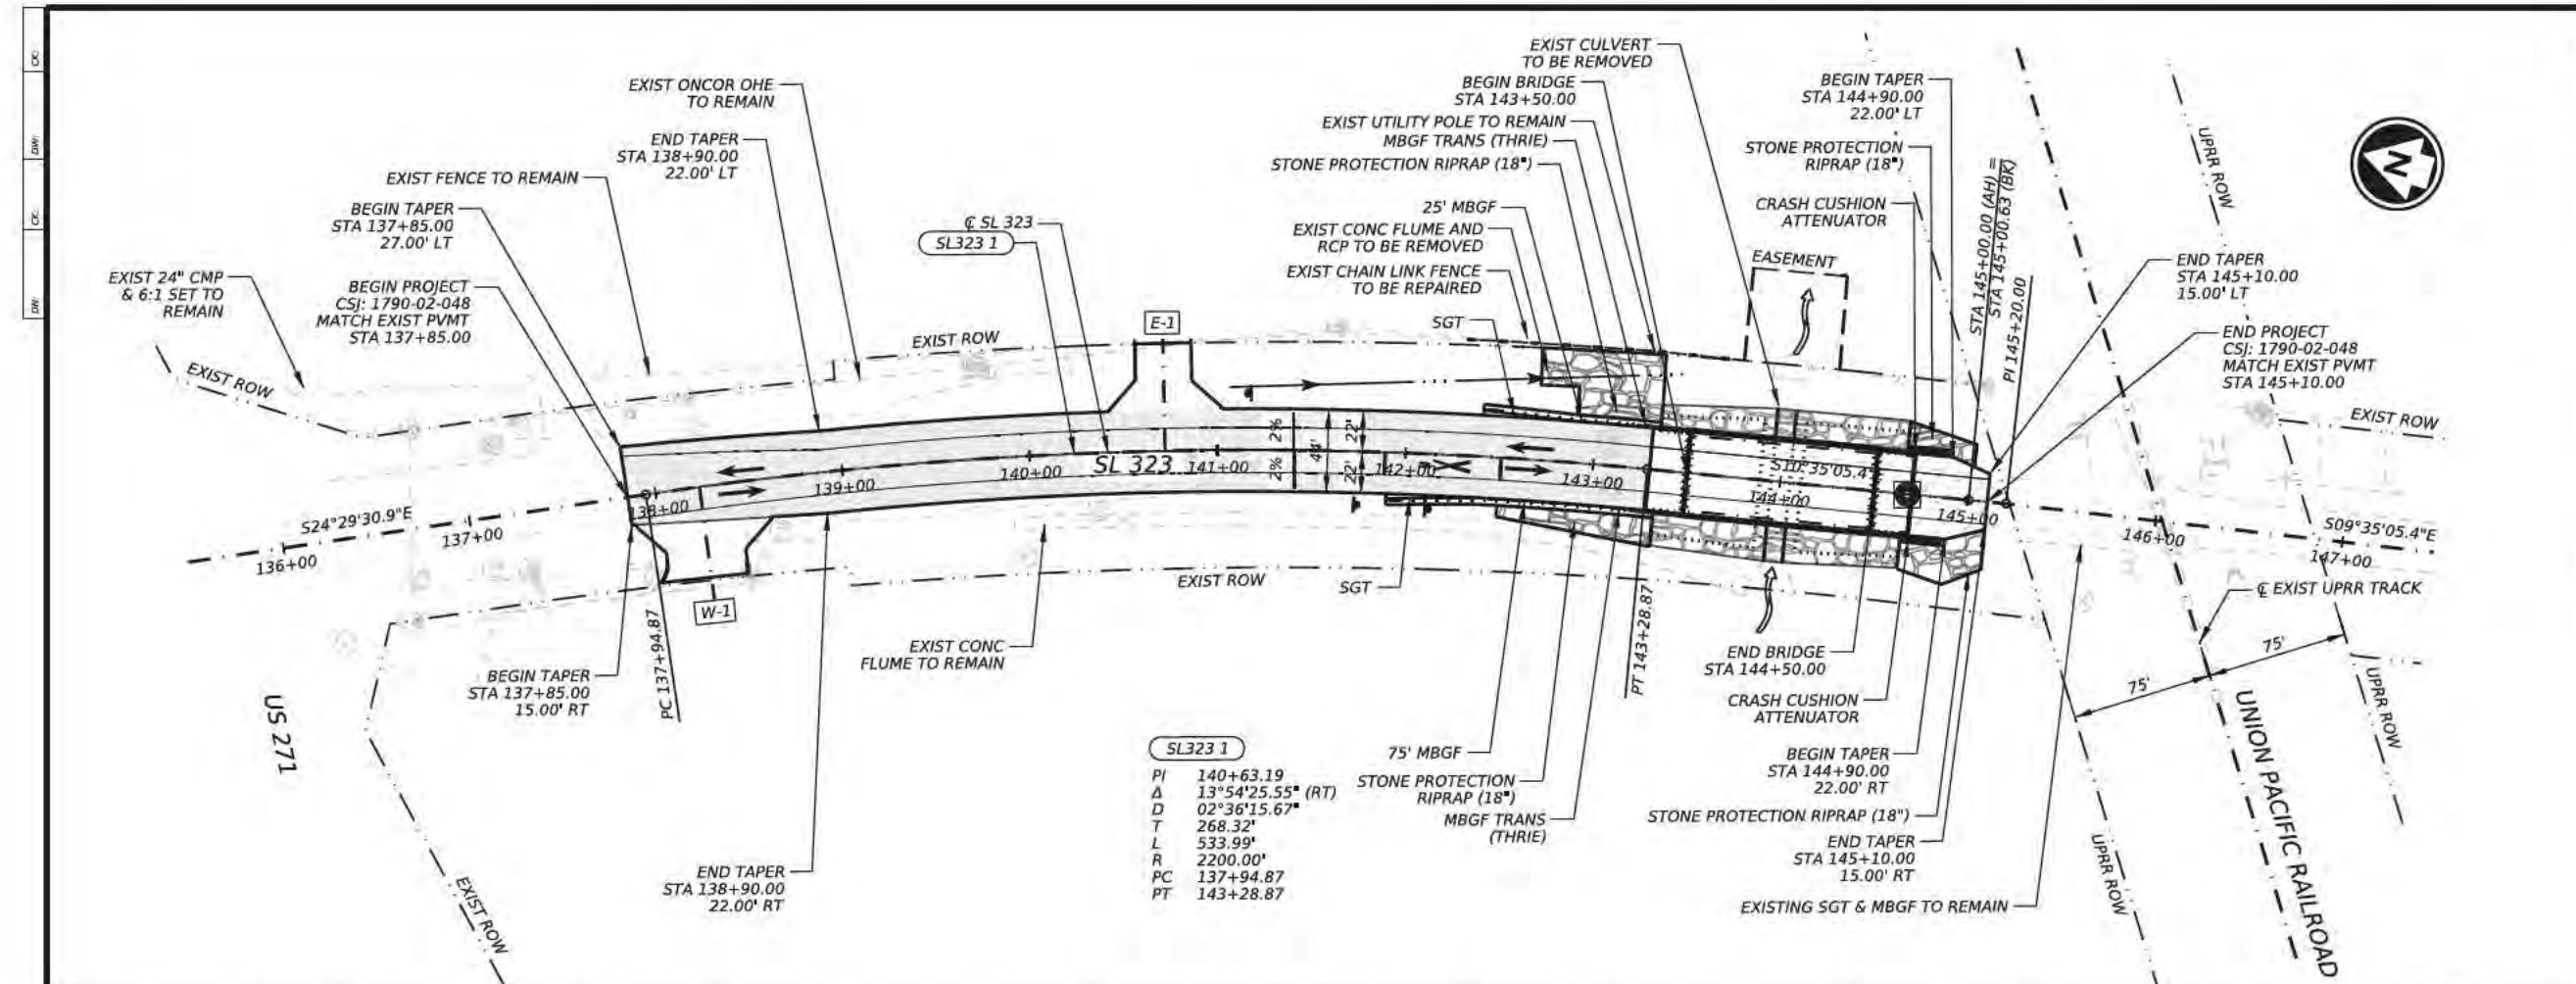 CK:
DW:
CK:
DW:
EXIST ONCOR OHE
TO REMAIN
END TAPER
STA 138+90.00
22.00' LT
EXIST FENCE TO REMAIN
BEGIN TAPER
STA 137+85.00
27.00' LT
EXIST 24" CMP
& 6:1 SET TO
REMAIN
BEGIN PROJECT
CSJ: 1790-02-048
MATCH EXIST PVMT
STA 137+85.00
℄ SL 323
SL323 1
EXIST CULVERT
TO BE REMOVED
BEGIN BRIDGE
STA 143+50.00
EXIST UTILITY POLE TO REMAIN
MBGF TRANS (THRIE)
STONE PROTECTION RIPRAP (18")
25' MBGF
EXIST CONC FLUME AND
RCP TO BE REMOVED
EXIST CHAIN LINK FENCE
TO BE REPAIRED
SGT
BEGIN TAPER
STA 144+90.00
22.00' LT
STONE PROTECTION
RIPRAP (18")
CRASH CUSHION
ATTENUATOR
EASEMENT
STA 145+00.00 (AH) =
STA 145+00.63 (BK)
PI 145+20.00
UPRR ROW
N
END TAPER
STA 145+10.00
15.00' LT
END PROJECT
CSJ: 1790-02-048
MATCH EXIST PVMT
STA 145+10.00
EXIST ROW
EXIST ROW
EXIST ROW
E-1
S24°29'30.9"E
136+00
137+00
138+00
139+00
140+00
SL 323
141+00
2%
2%
44'
22'
22'
142+00
143+00
S10°35'05.4"
144+00
145+00
146+00
S09°35'05.4"E
147+00
EXIST ROW
SGT
W-1
PC 137+94.87
PT 143+28.87
℄ EXIST UPRR TRACK
75'
75'
UPRR ROW
UPRR ROW
UNION PACIFIC RAILROAD
US 271
EXIST ROW
BEGIN TAPER
STA 137+85.00
15.00' RT
EXIST CONC
FLUME TO REMAIN
END TAPER
STA 138+90.00
22.00' RT
END BRIDGE
STA 144+50.00
CRASH CUSHION
ATTENUATOR
75' MBGF
STONE PROTECTION
RIPRAP (18")
MBGF TRANS
(THRIE)
BEGIN TAPER
STA 144+90.00
22.00' RT
STONE PROTECTION RIPRAP (18")
END TAPER
STA 145+10.00
15.00' RT
EXISTING SGT & MBGF TO REMAIN
SL323 1
PI 140+63.19
Δ 13°54'25.55" (RT)
D 02°36'15.67"
T 268.32'
L 533.99'
R 2200.00'
PC 137+94.87
PT 143+28.87